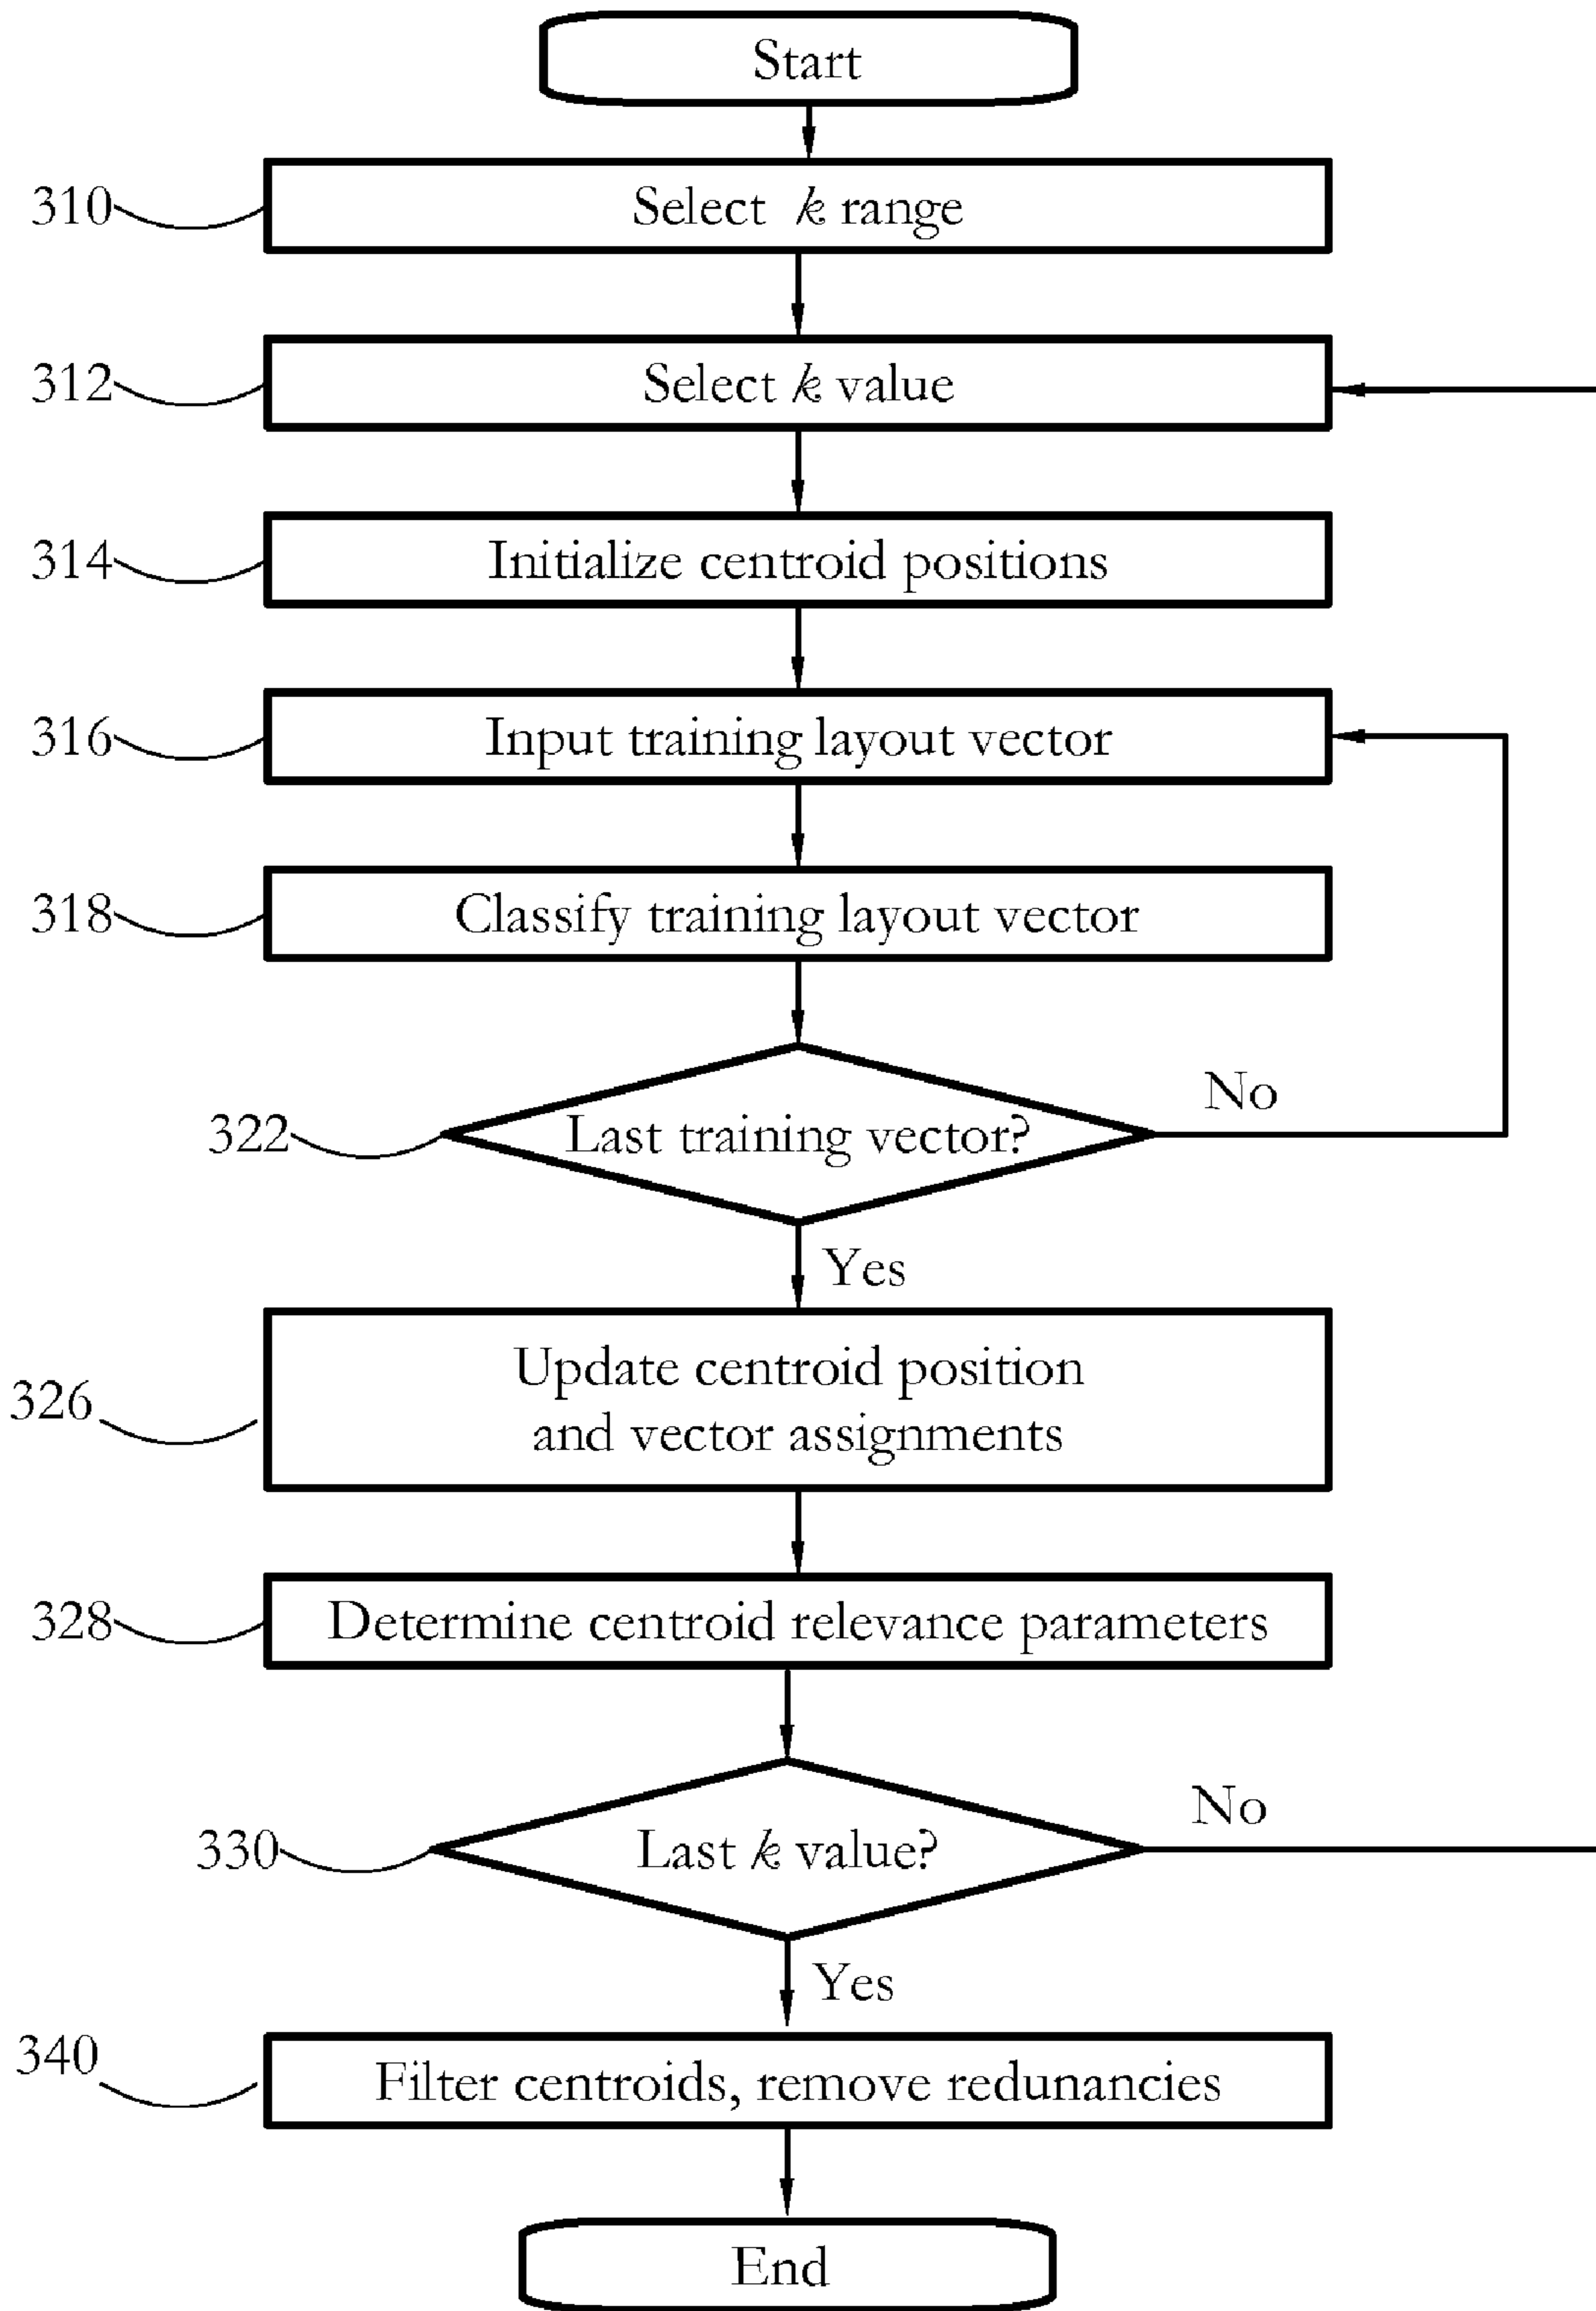 Start
310
Select k range
312
Select k value
314
Initialize centroid positions
316
Input training layout vector
318
Classify training layout vector
No
322
Last training vector?
Yes
326
Update centroid position
and vector assignments
328
Determine centroid relevance parameters
No
330
Last k value?
Yes
340
Filter centroids, remove redunancies
End